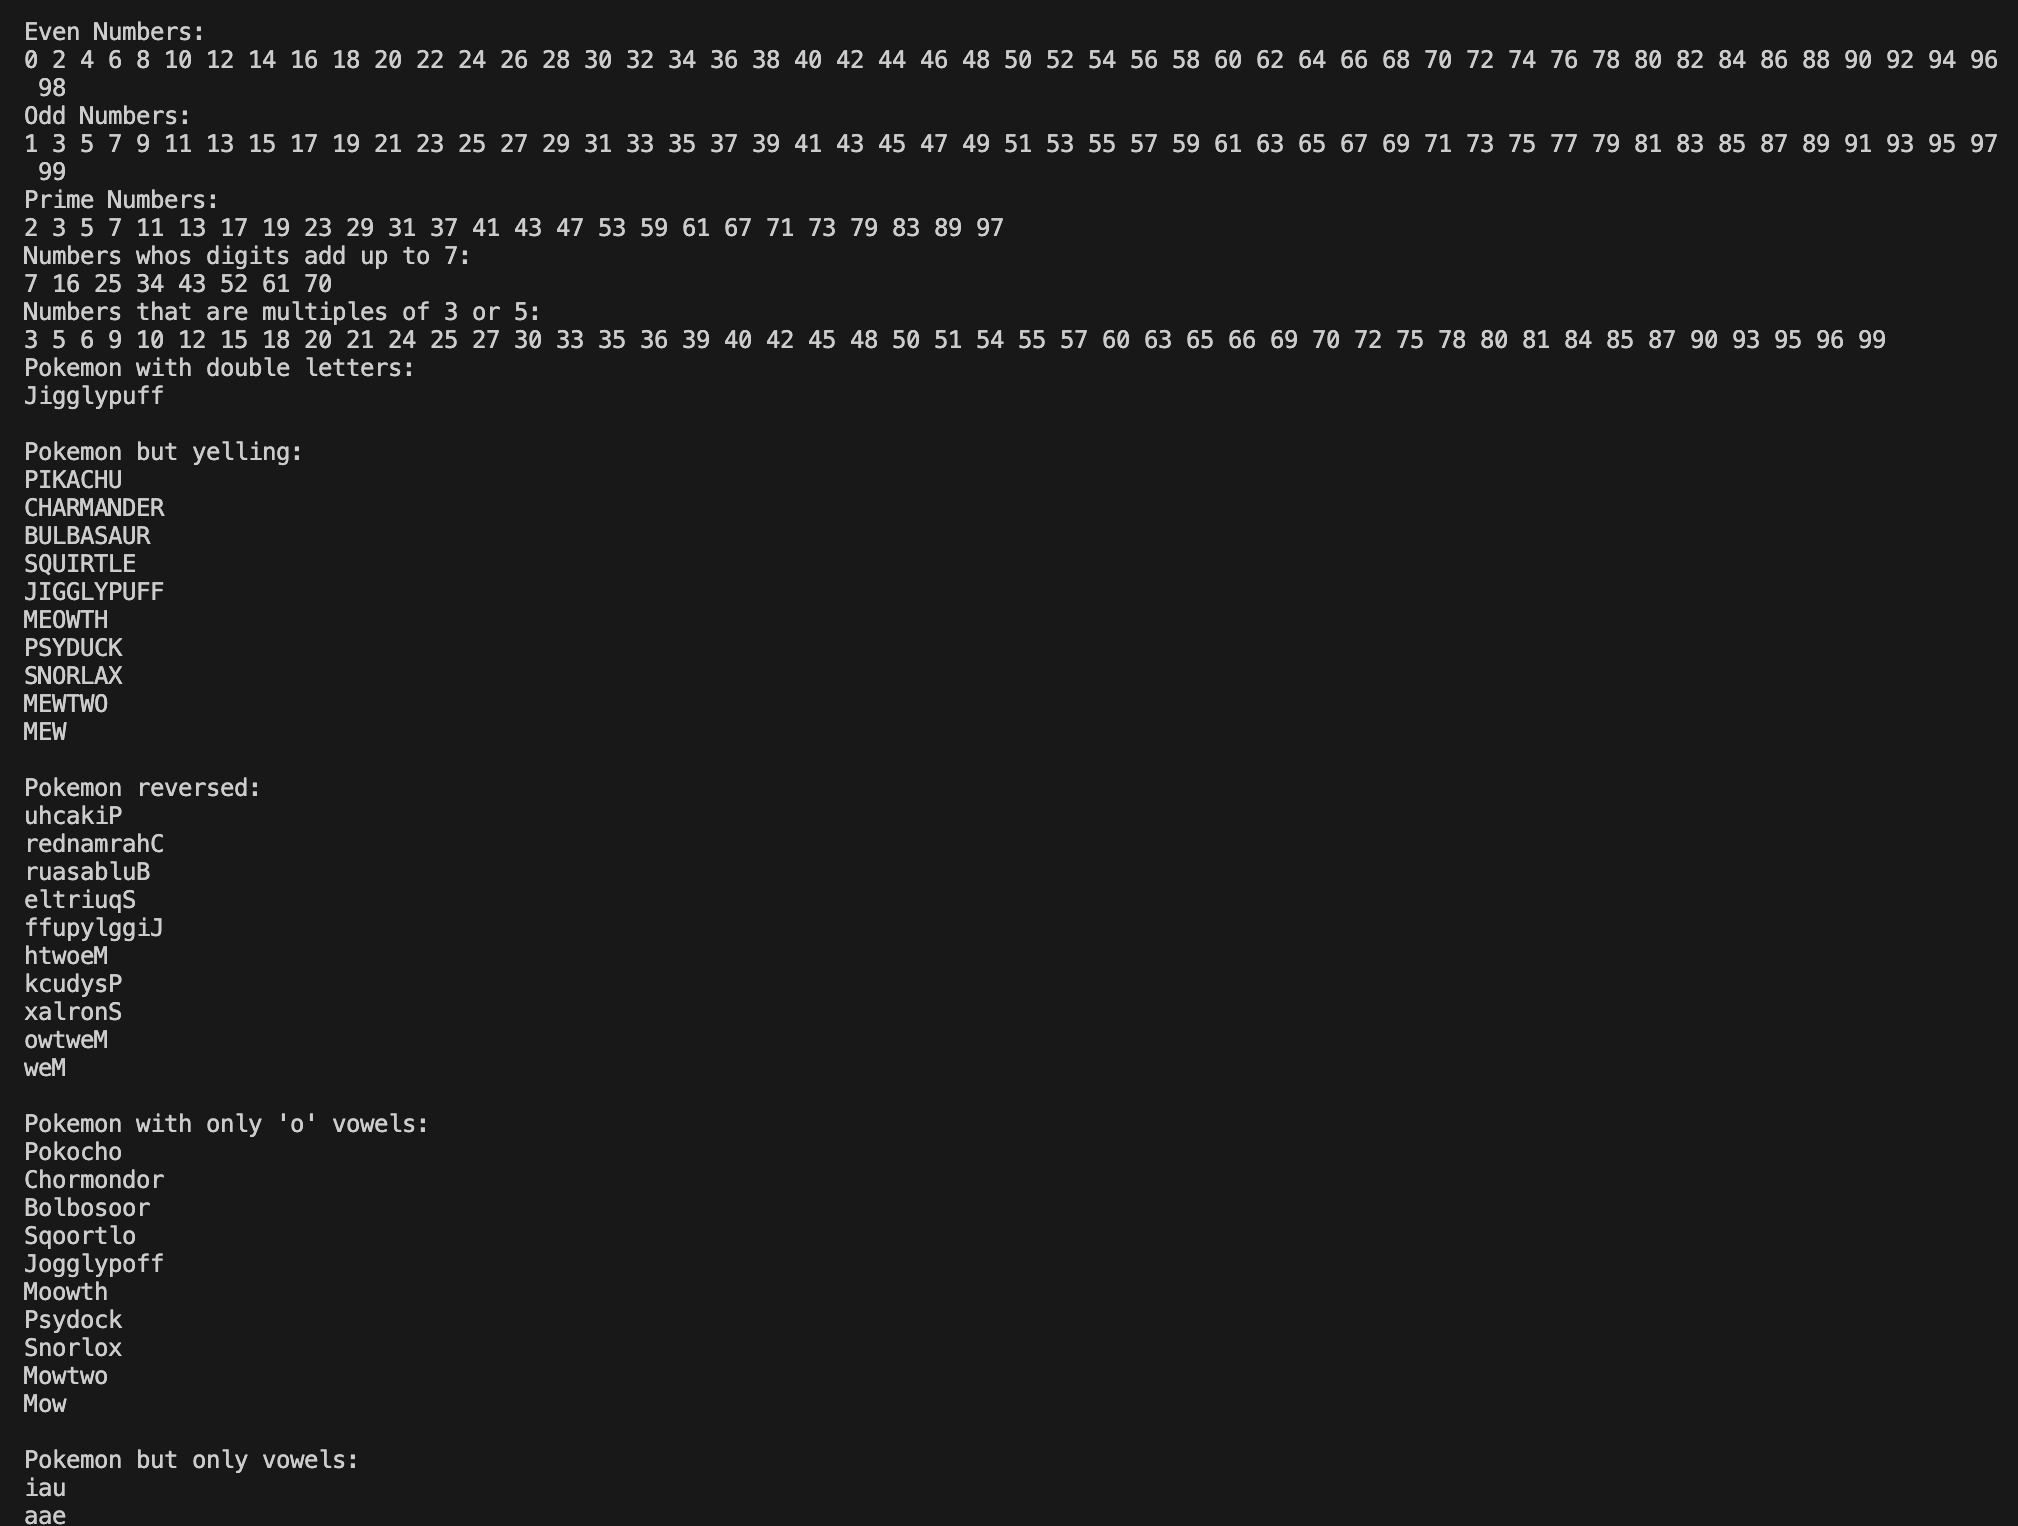 Even Numbers:
0 2 4 6 8 10 12 14 16 18 20 22 24 26 28 30 32 34 36 38 40 42 44 46 48 50 52 54 56 58 60 62 64 66 68 70 72 74 76 78 80 82 84 86 88 90 92 94 96
98
Odd Numbers:
1 3 5 7 9 11 13 15 17 19 21 23 25 27 29 31 33 35 37 39 41 43 45 47 49 51 53 55 57 59 61 63 65 67 69 71 73 75 77 79 81 83 85 87 89 91 93 95 97
99
Prime Numbers:
2 3 5 7 11 13 17 19 23 29 31 37 41 43 47 53 59 61 67 71 73 79 83 89 97
Numbers whos digits add up to 7:
7 16 25 34 43 52 61 70
Numbers that are multiples of 3 or 5:
3 5 6 9 10 12 15 18 20 21 24 25 27 30 33 35 36 39 40 42 45 48 50 51 54 55 57 60 63 65 66 69 70 72 75 78 80 81 84 85 87 90 93 95 96 99
Pokemon with double letters:
Jigglypuff
Pokemon but yelling:
PIKACHU
CHARMANDER
BULBASAUR
SQUIRTLE
JIGGLYPUFF
MEOWTH
PSYDUCK
SNORLAX
MEWTWO
MEW
Pokemon reversed:
uhcakiP
rednamrahC
ruasabluB
eltriuqS
ffupylggiJ
htwoeM
kcudysP
xalronS
owtweM
weM
Pokemon with only 'o' vowels:
Pokocho
Chormondor
Bolbosoor
Sqoortlo
Jogglypoff
Moowth
Psydock
Snorlox
Mowtwo
Mow
Pokemon but only vowels:
iau
aae